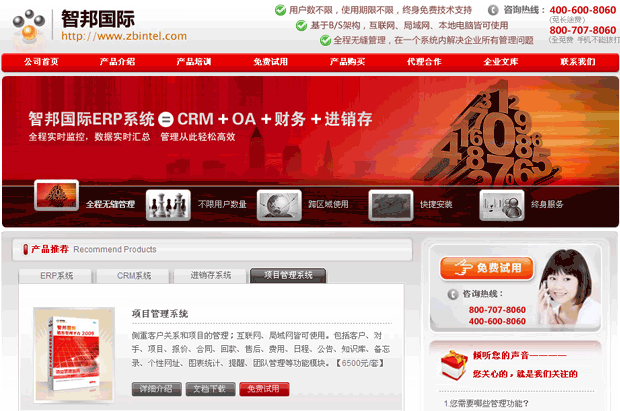 智邦国际
http://www.zbintel.com
用户数不限，使用期限不限，终身免费技术支持
基于B/S架构，互联网、局域网、本地电脑皆可使用
全程无缝管理，在一个系统内解决企业所有管理问题
咨询热线： 400-600-8060
(免长途费)
800-707-8060
(全免费 手机不能拨打
公司首页 产品介绍 产品培训 免费试用 产品购买 代理合作 企业文库 联系我们
智邦国际ERP系统=CRM+OA+财务+进销存
全程实时监控，数据实时汇总 管理从此轻松高效
全程无缝管理 不限用户数量 跨区域使用 快捷安装 终身服务
产品推荐 Recommend Products
ERP系统 CRM系统 进销存系统 项目管理系统
项目管理系统
侧重客户关系和项目的管理；互联网、局域网皆可使用。包括客户、对
手、项目、报价、合同、回款、售后、费用、日程、公告、知识库、备忘
录、个性网址、图表统计、提醒、团队管理等功能模块。【6500元/套】
详细介绍 文档下载 免费试用
免费试用
咨询热线：
800-707-8060
400-600-8060
倾听您的声音————
您关心的，就是我们关注的
1.您需要哪些管理功能？